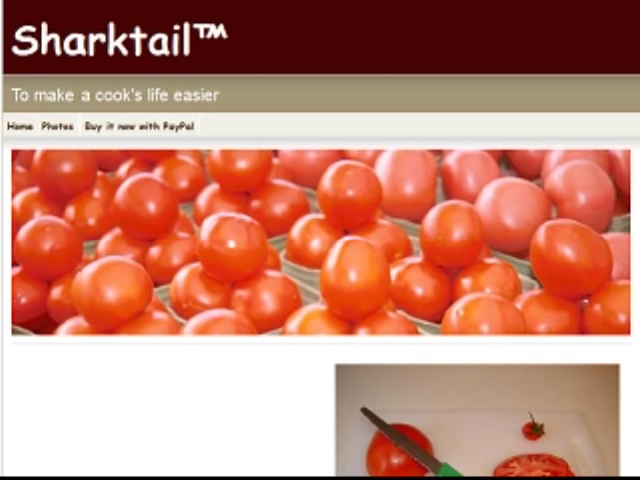 Sharktail™
To make a cook's life easier
Home Photos Buy it now with PayPal